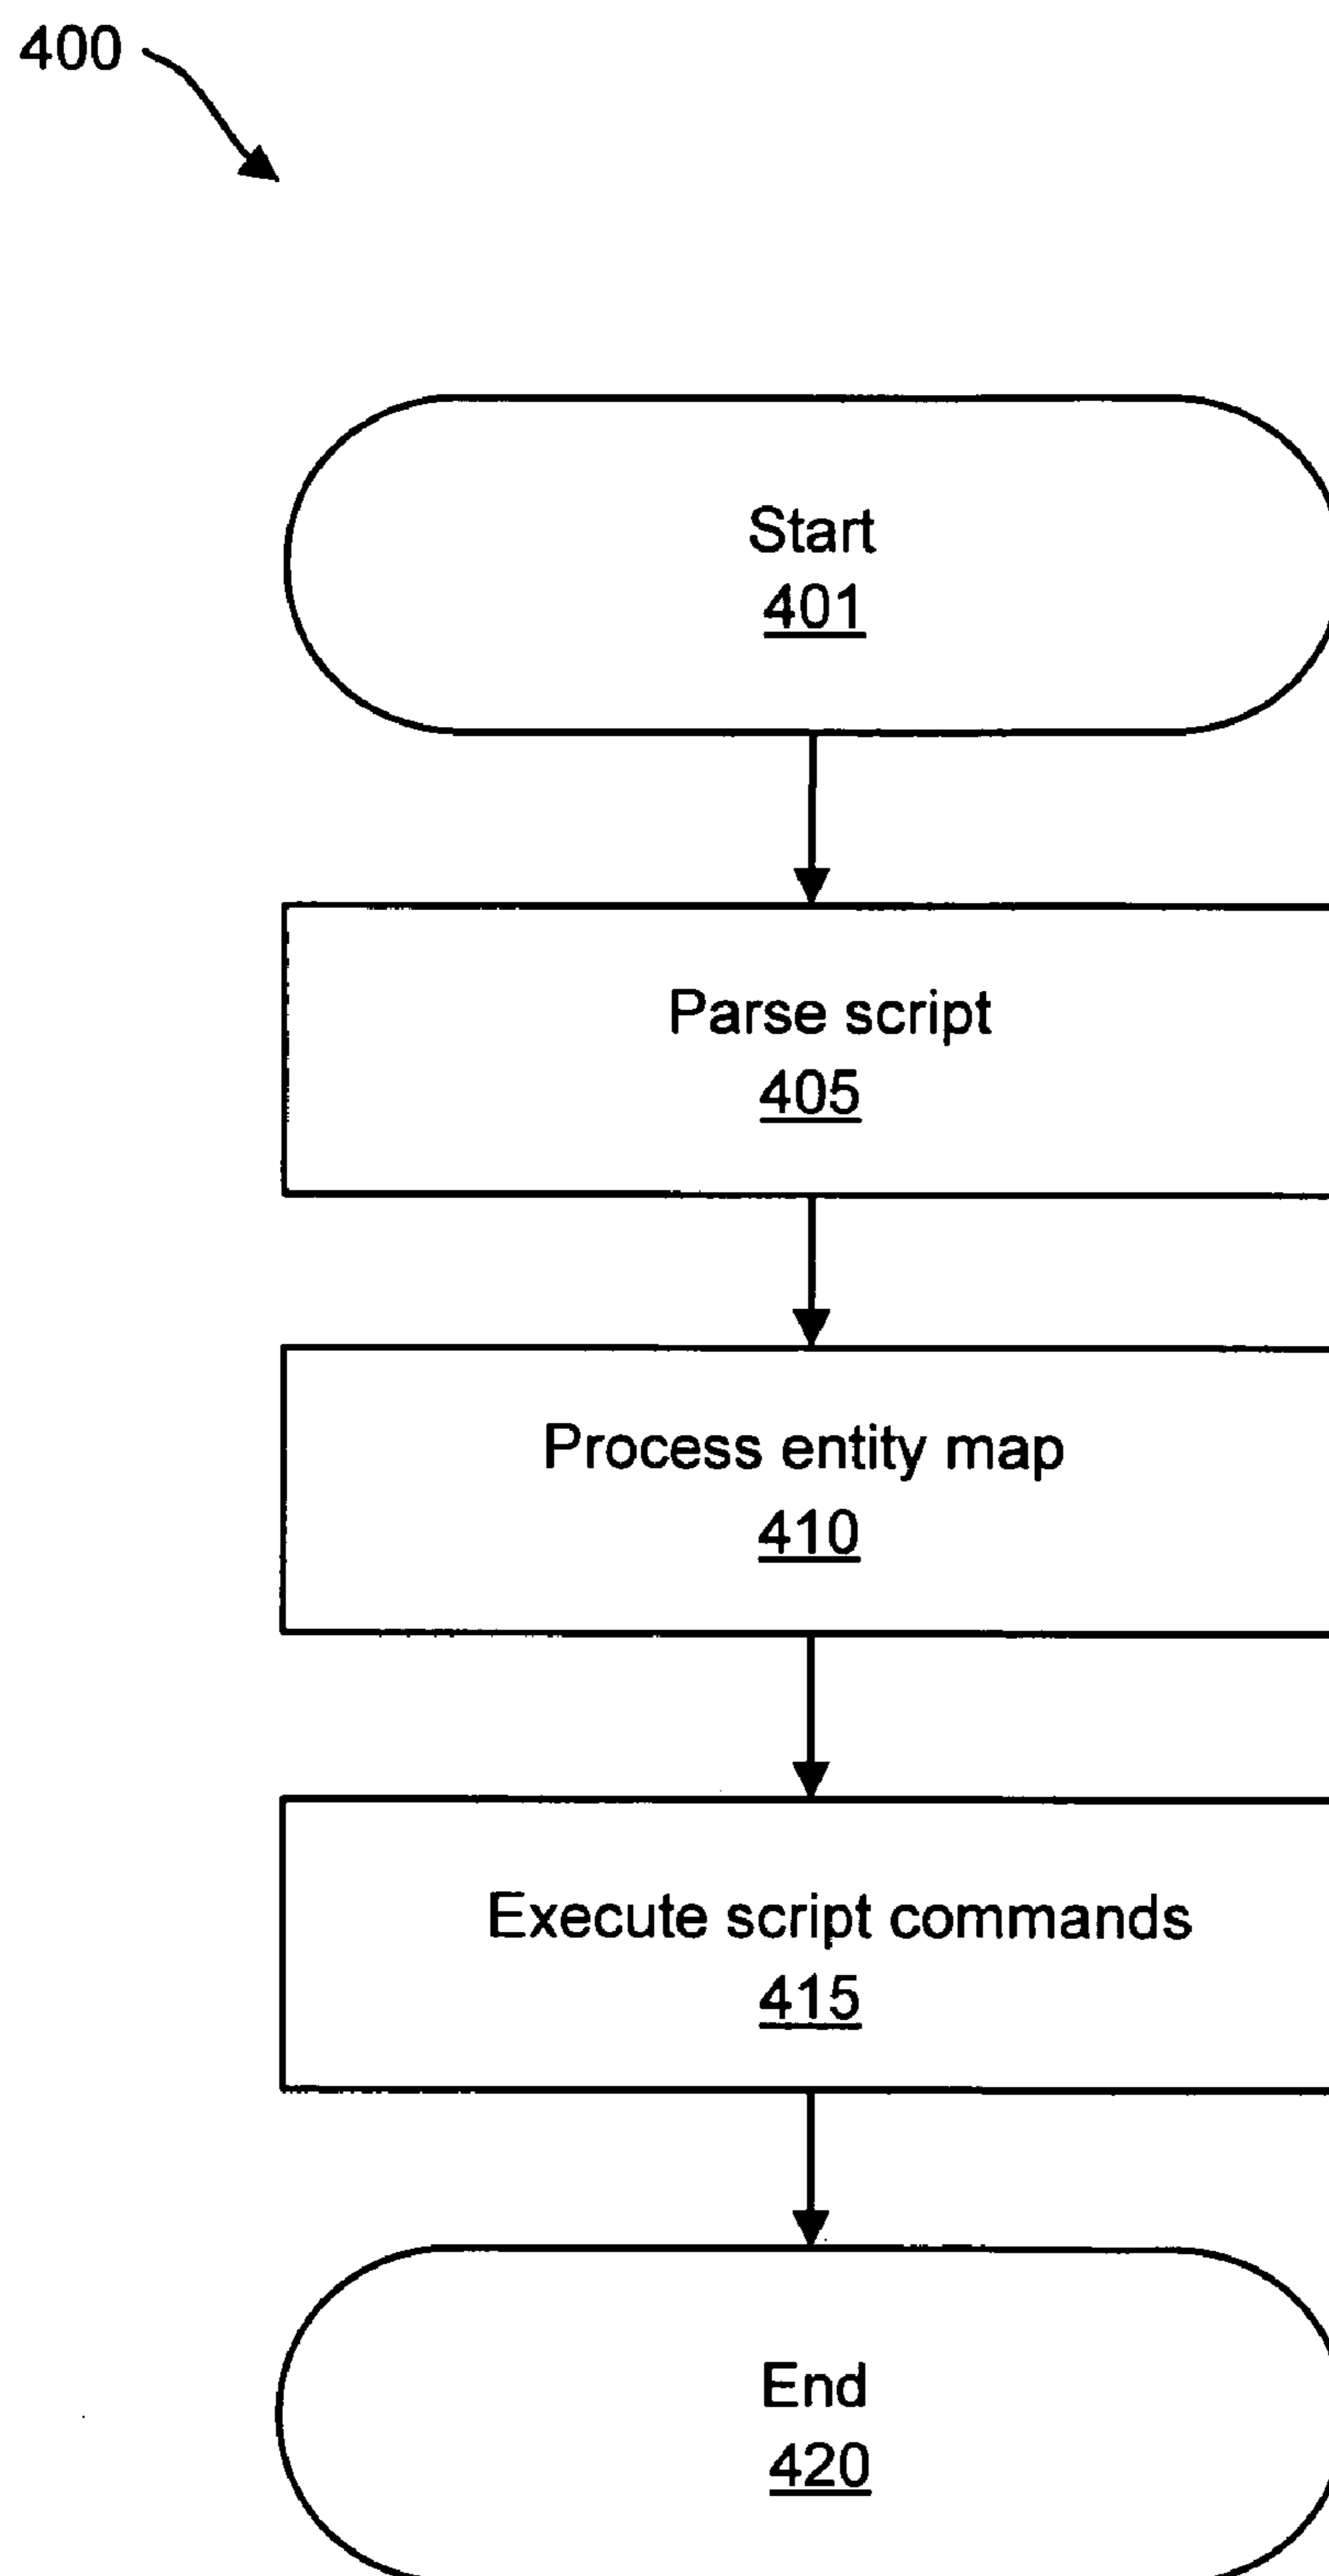 400
Start
401
Parse script
405
Process entity map
410
Execute script commands
415
End
420